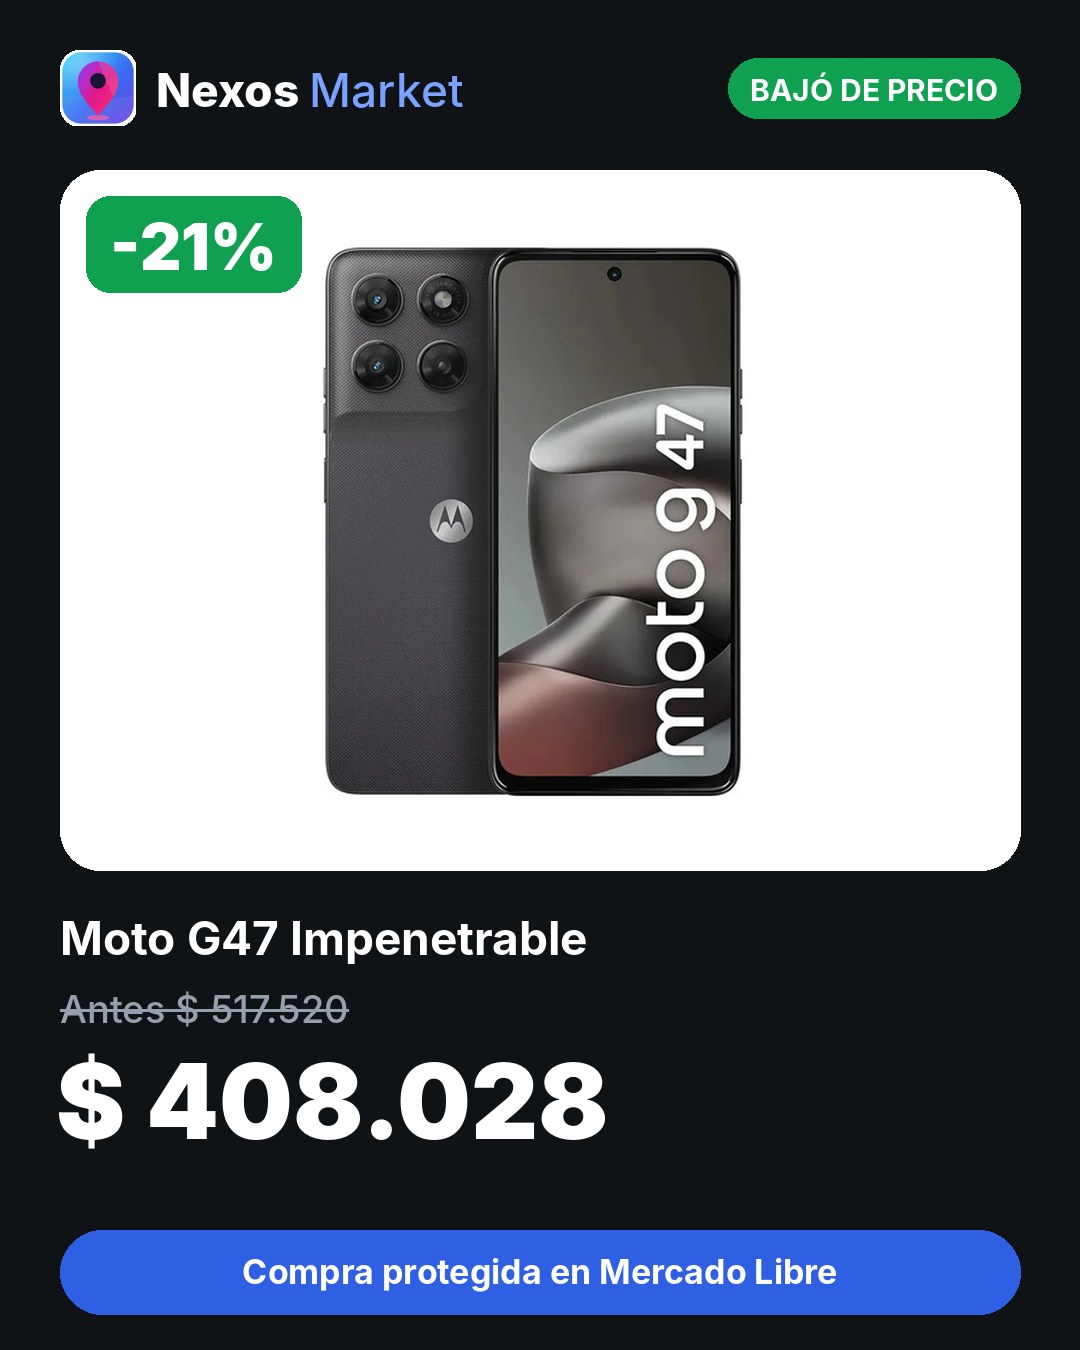 Nexos Market
BAJÓ DE PRECIO
-21%
moto g 47
Moto G47 Impenetrable
Antes $ 517.520
$ 408.028
Compra protegida en Mercado Libre